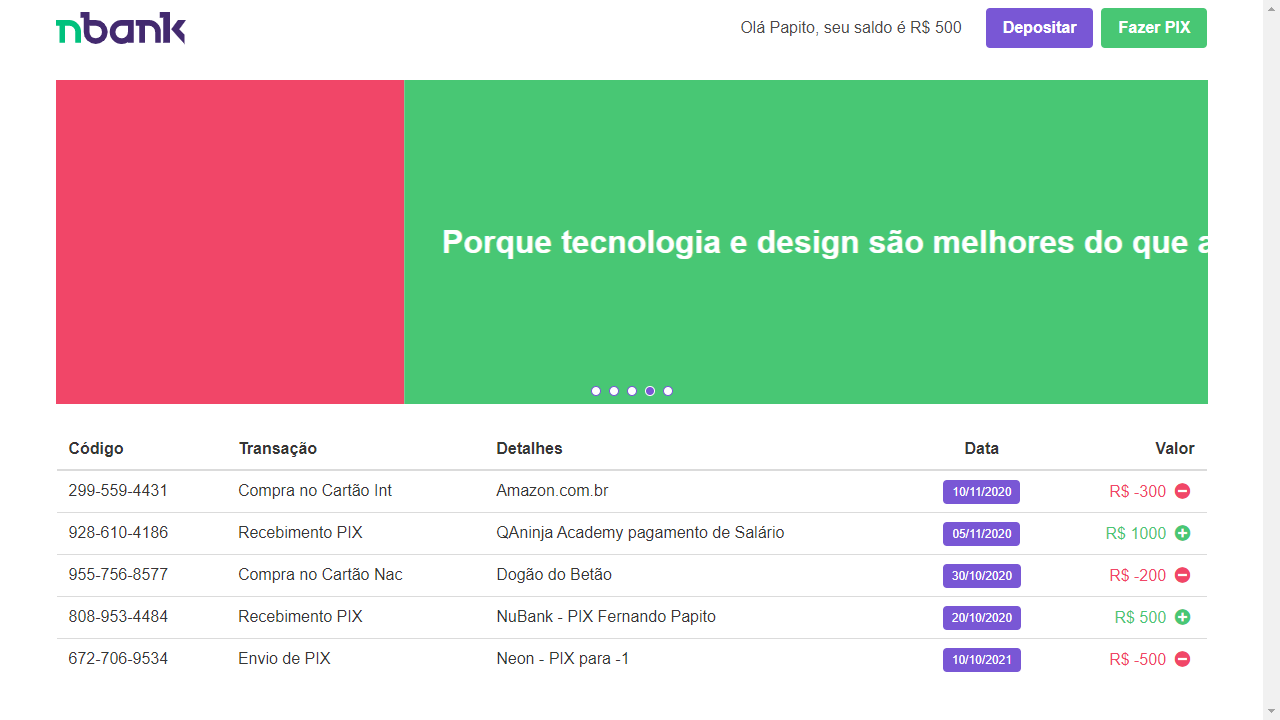 nbank
Olá Papito, seu saldo é R$ 500 Depositar Fazer PIX
Porque tecnologia e design são melhores do que a
Código Transação Detalhes Data Valor
299-559-4431 Compra no Cartão Int Amazon.com.br 10/11/2020 R$ -300
928-610-4186 Recebimento PIX QAninja Academy pagamento de Salário 05/11/2020 R$ 1000
955-756-8577 Compra no Cartão Nac Dogão do Betão 30/10/2020 R$ -200
808-953-4484 Recebimento PIX NuBank - PIX Fernando Papito 20/10/2020 R$ 500
672-706-9534 Envio de PIX Neon - PIX para -1 10/10/2021 R$ -500